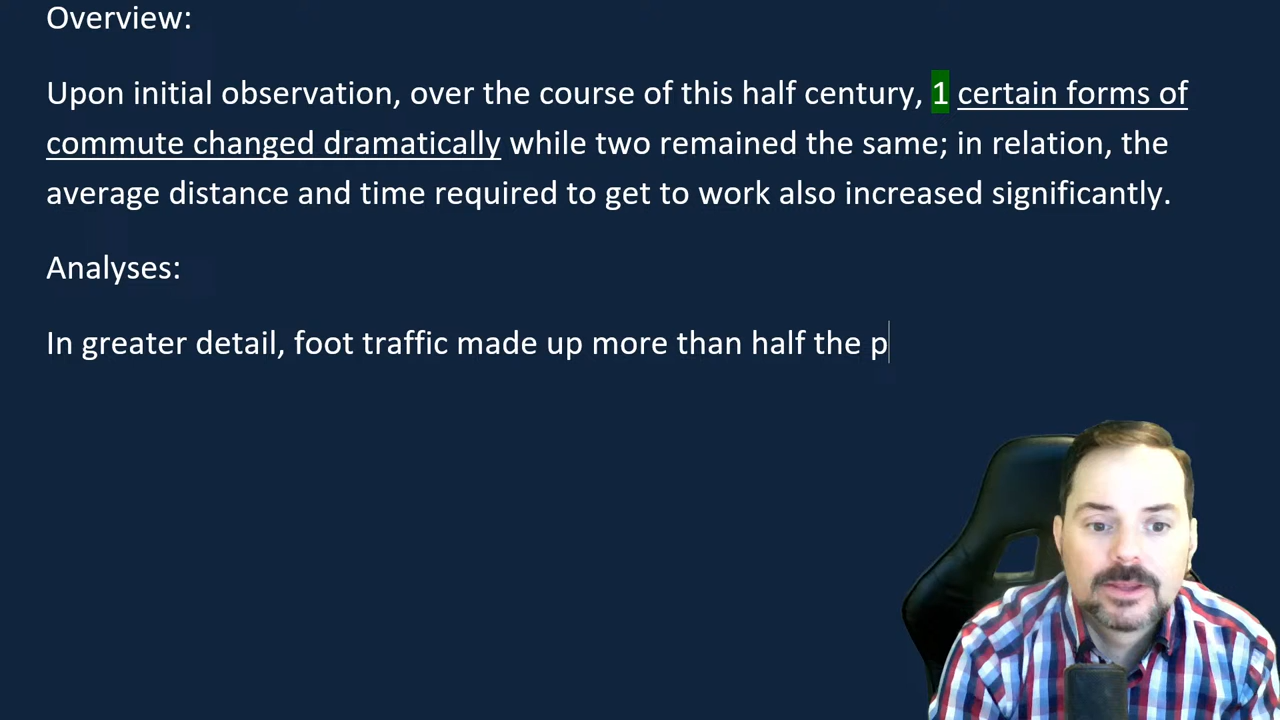 Overview:
Upon initial observation, over the course of this half century, 1 certain forms of
commute changed dramatically while two remained the same; in relation, the
average distance and time required to get to work also increased significantly.
Analyses:
In greater detail, foot traffic made up more than half the p